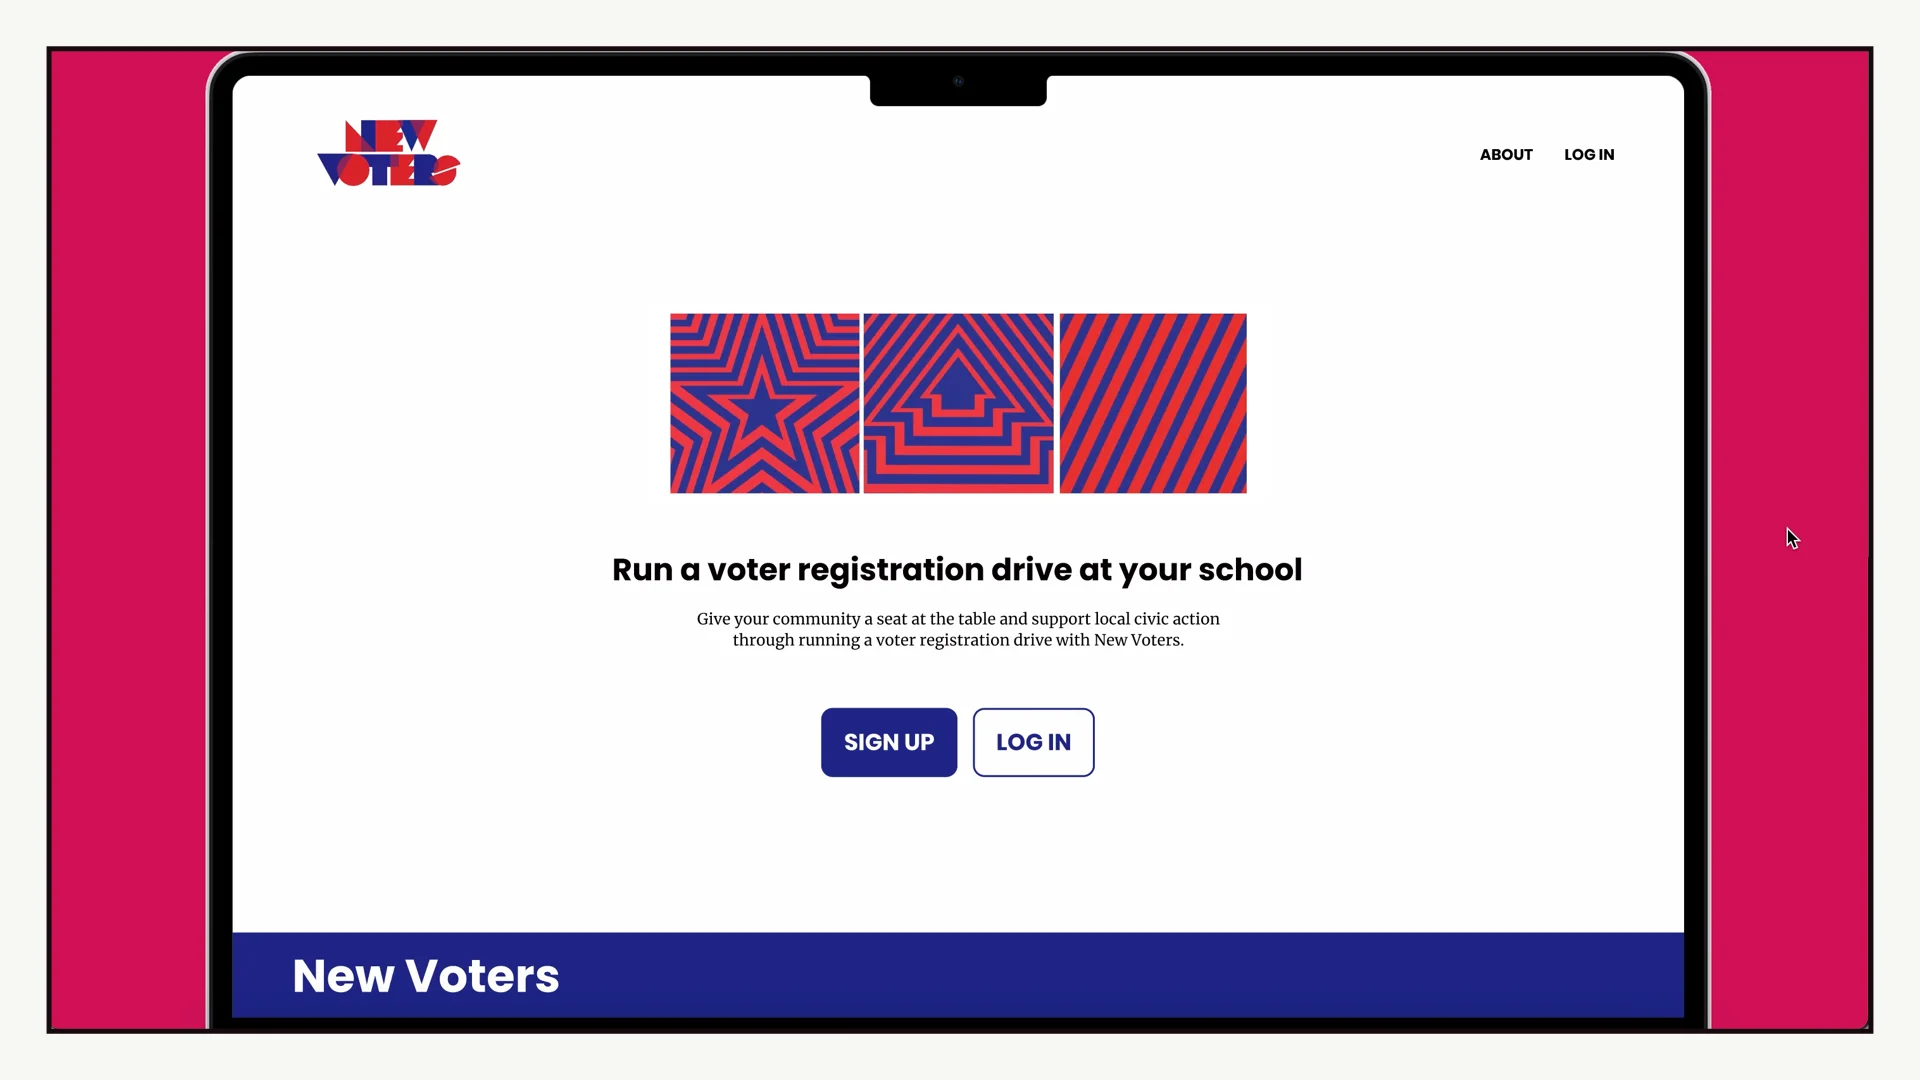 NEW
VOTERS
ABOUT LOG IN
Run a voter registration drive at your school
Give your community a seat at the table and support local civic action
through running a voter registration drive with New Voters.
SIGN UP LOG IN
New Voters